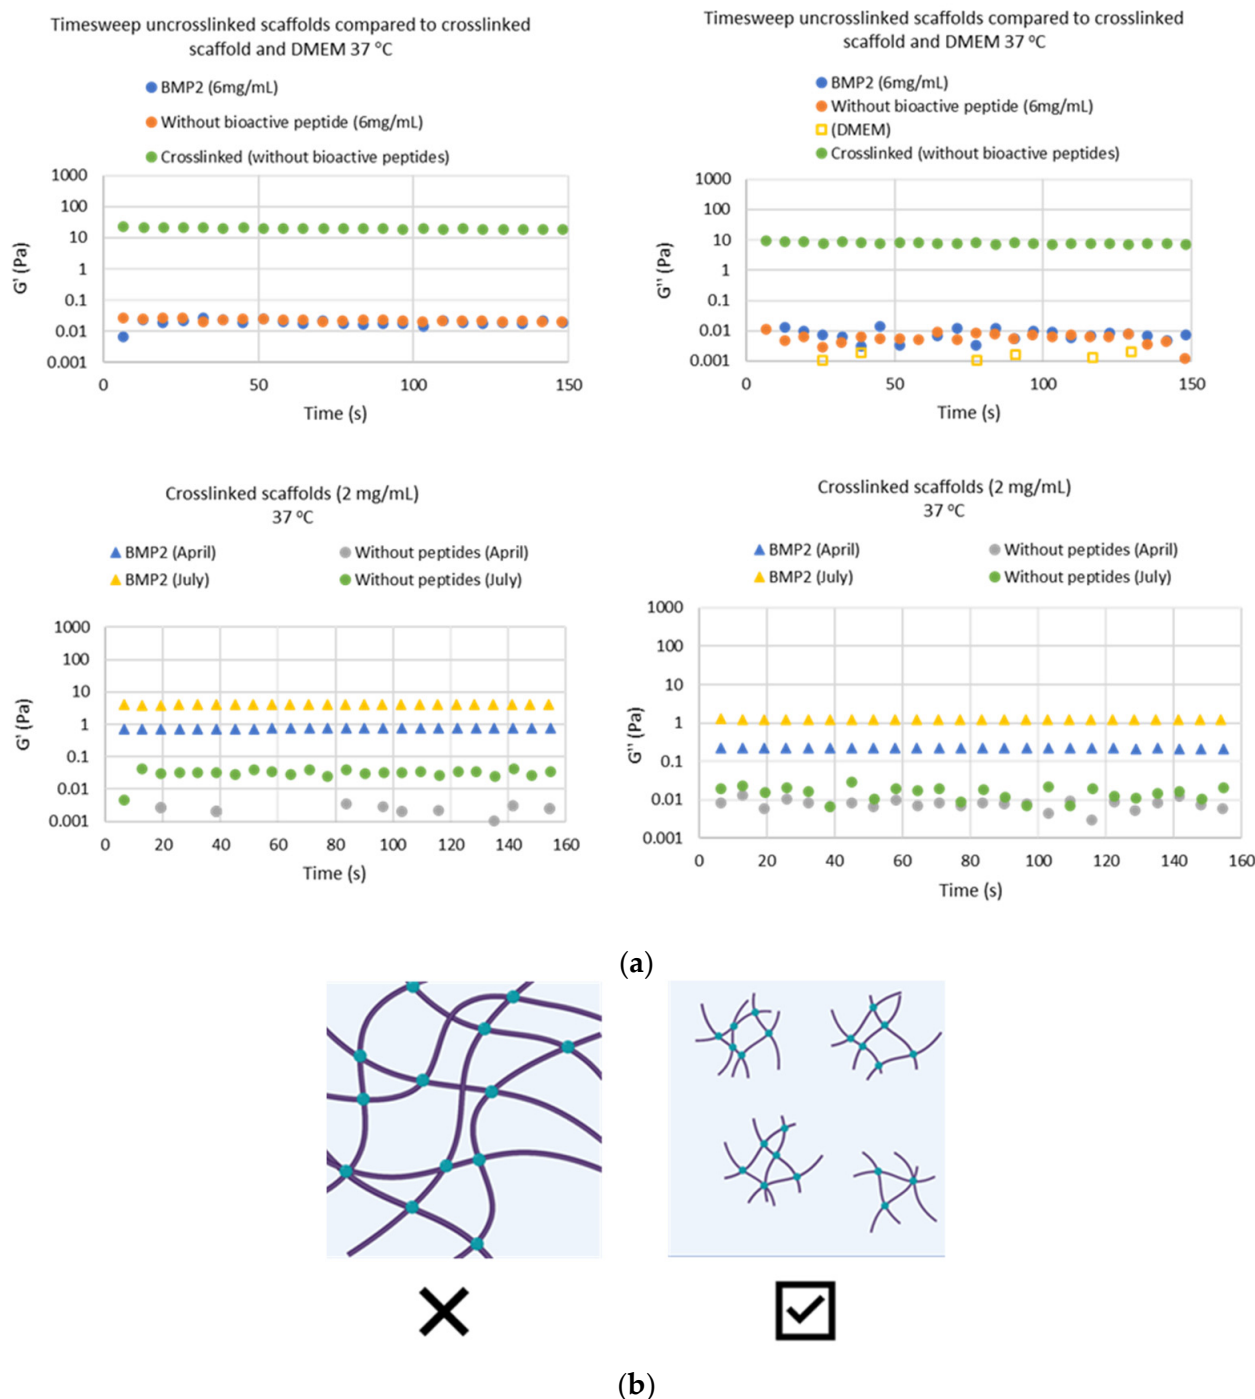 Timesweep uncrosslinked scaffolds compared to crosslinked
scaffold and DMEM 37 °C
BMP2 (6mg/mL)
Without bioactive peptide (6mg/mL)
Crosslinked (without bioactive peptides)
1000
100
10
1
0.1
0.01
0.001
G' (Pa)
0
50
100
150
Time (s)
Timesweep uncrosslinked scaffolds compared to crosslinked
scaffold and DMEM 37 °C
BMP2 (6mg/mL)
Without bioactive peptide (6mg/mL)
(DMEM)
Crosslinked (without bioactive peptides)
1000
100
10
1
0.1
0.01
0.001
G'' (Pa)
0
50
100
150
Time (s)
Crosslinked scaffolds (2 mg/mL)
37 °C
BMP2 (April)
Without peptides (April)
BMP2 (July)
Without peptides (July)
1000
100
10
1
0.1
0.01
0.001
G' (Pa)
0
20
40
60
80
100
120
140
160
Time (s)
Crosslinked scaffolds (2 mg/mL)
37 °C
BMP2 (April)
Without peptides (April)
BMP2 (July)
Without peptides (July)
1000
100
10
1
0.1
0.01
0.001
G'' (Pa)
0
20
40
60
80
100
120
140
160
Time (s)
(a)
(b)